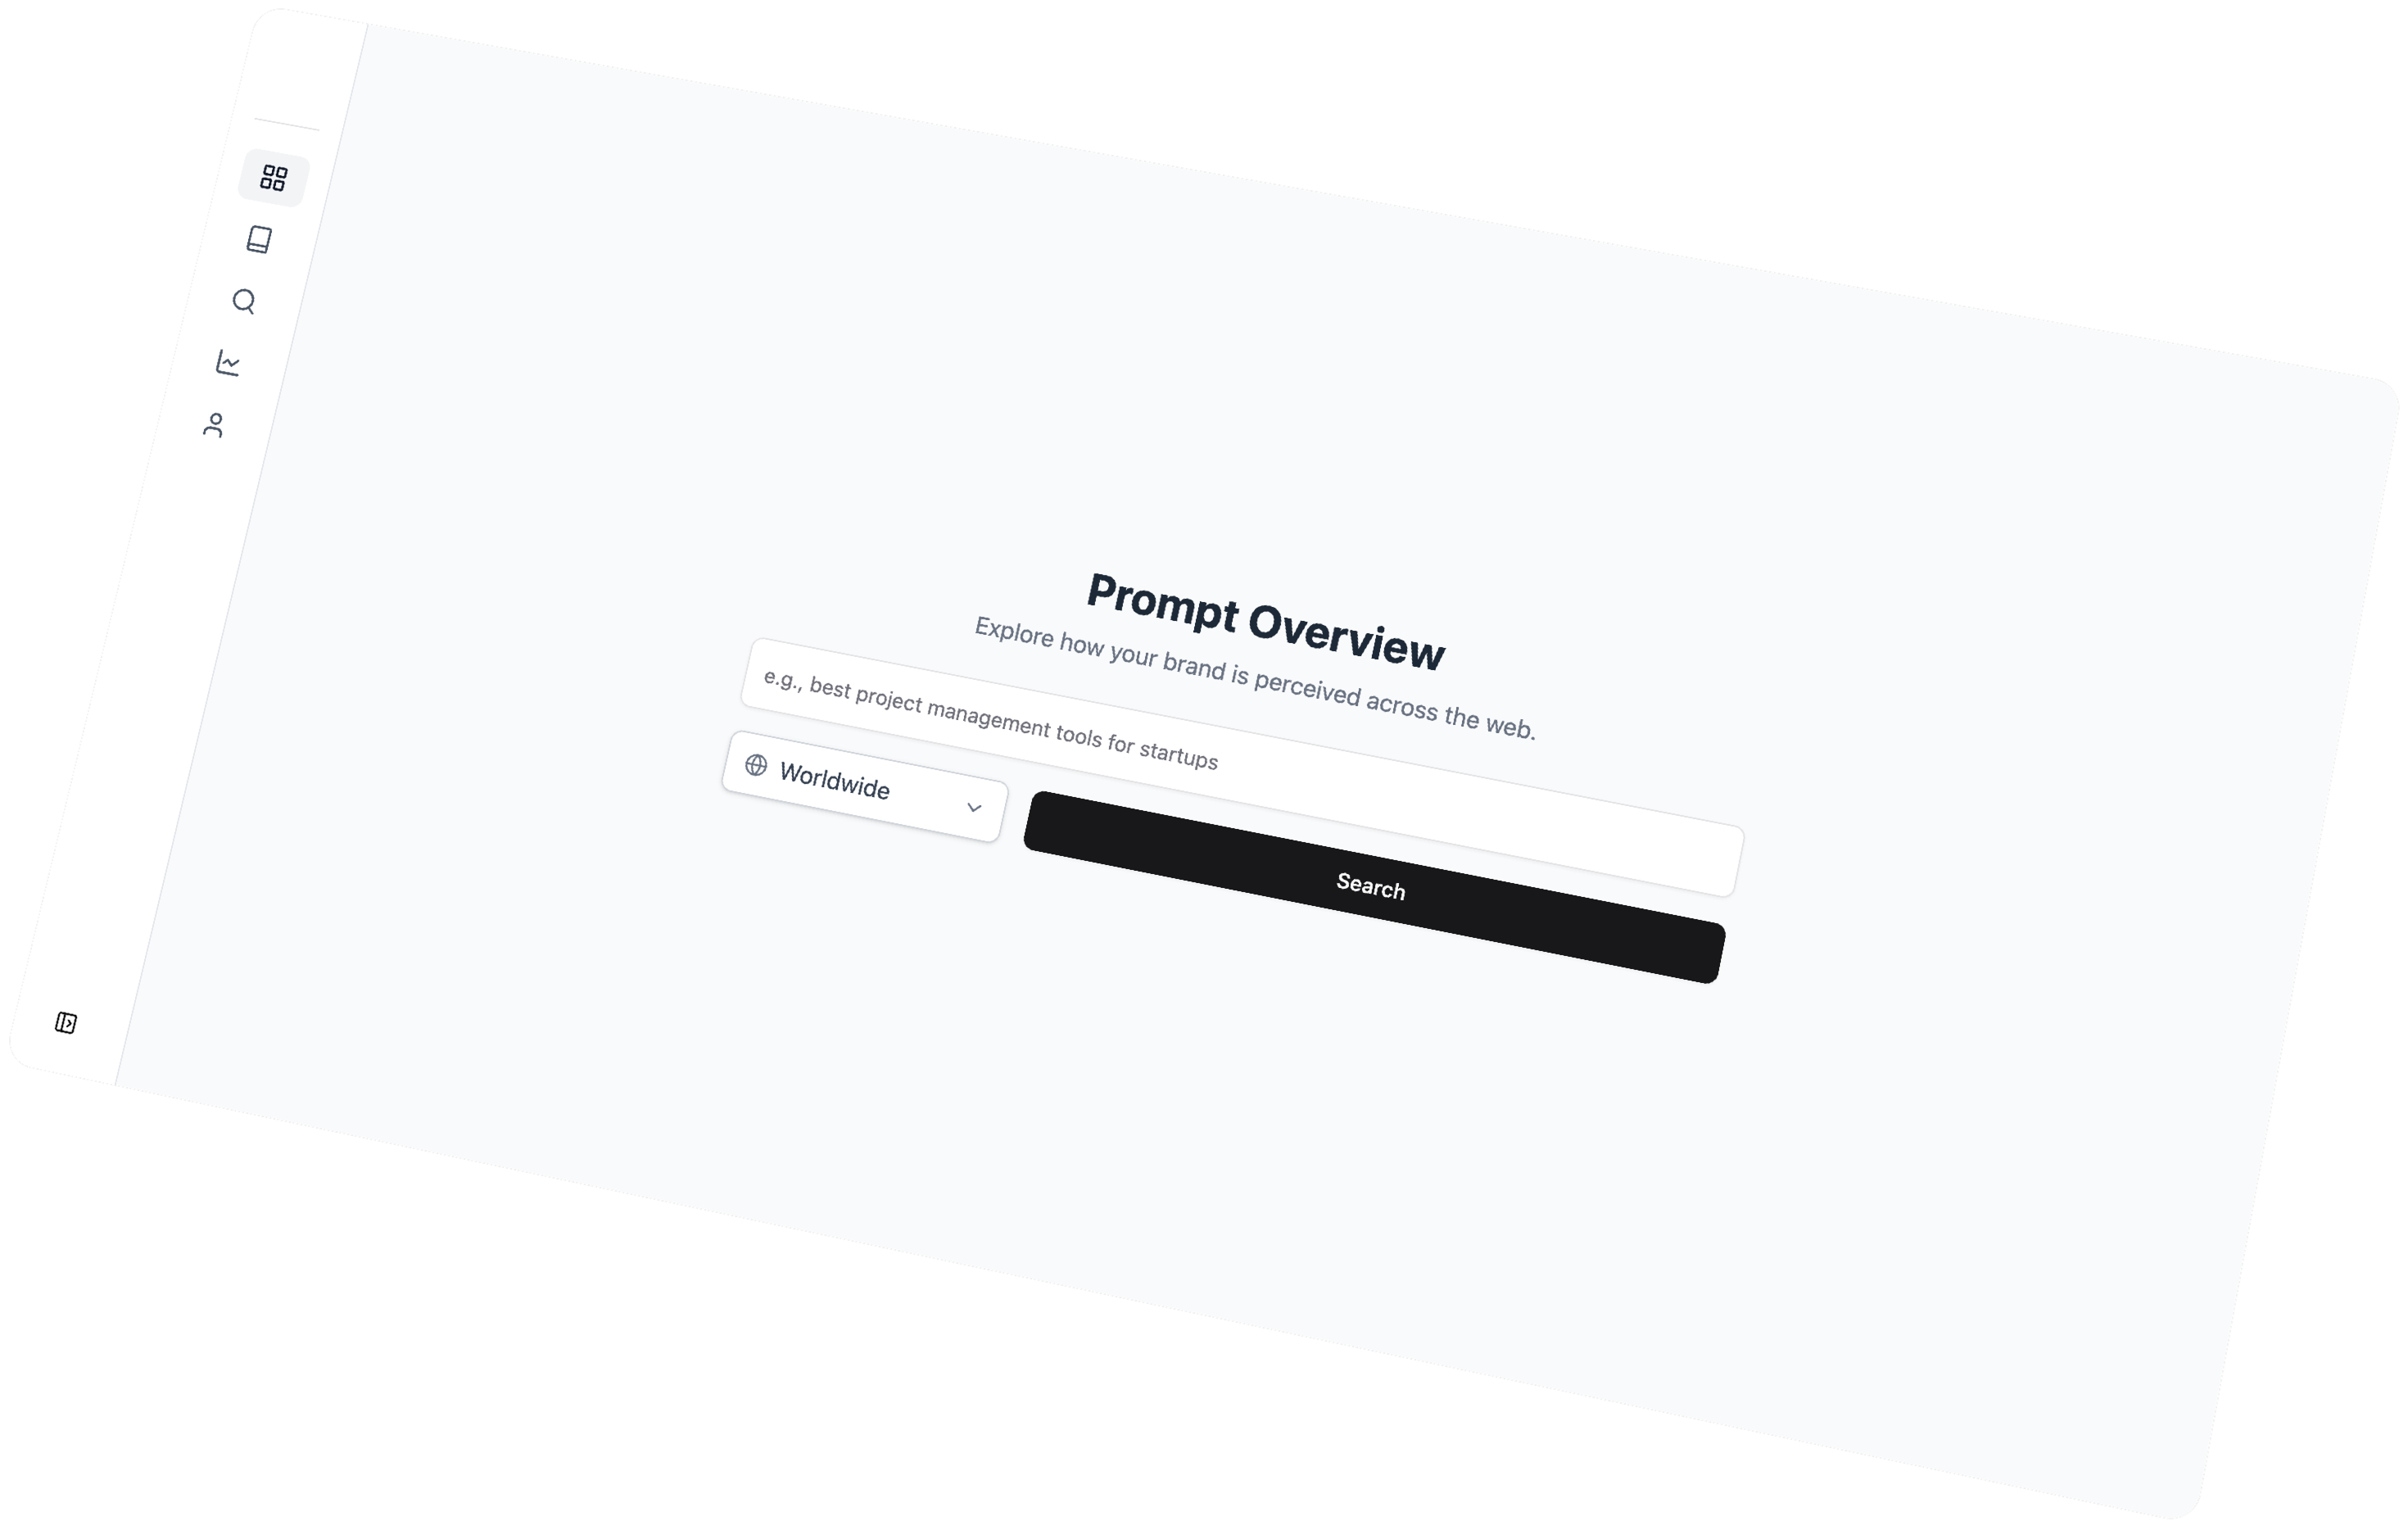 Prompt Overview
Explore how your brand is perceived across the web.
e.g., best project management tools for startups
Worldwide
Search